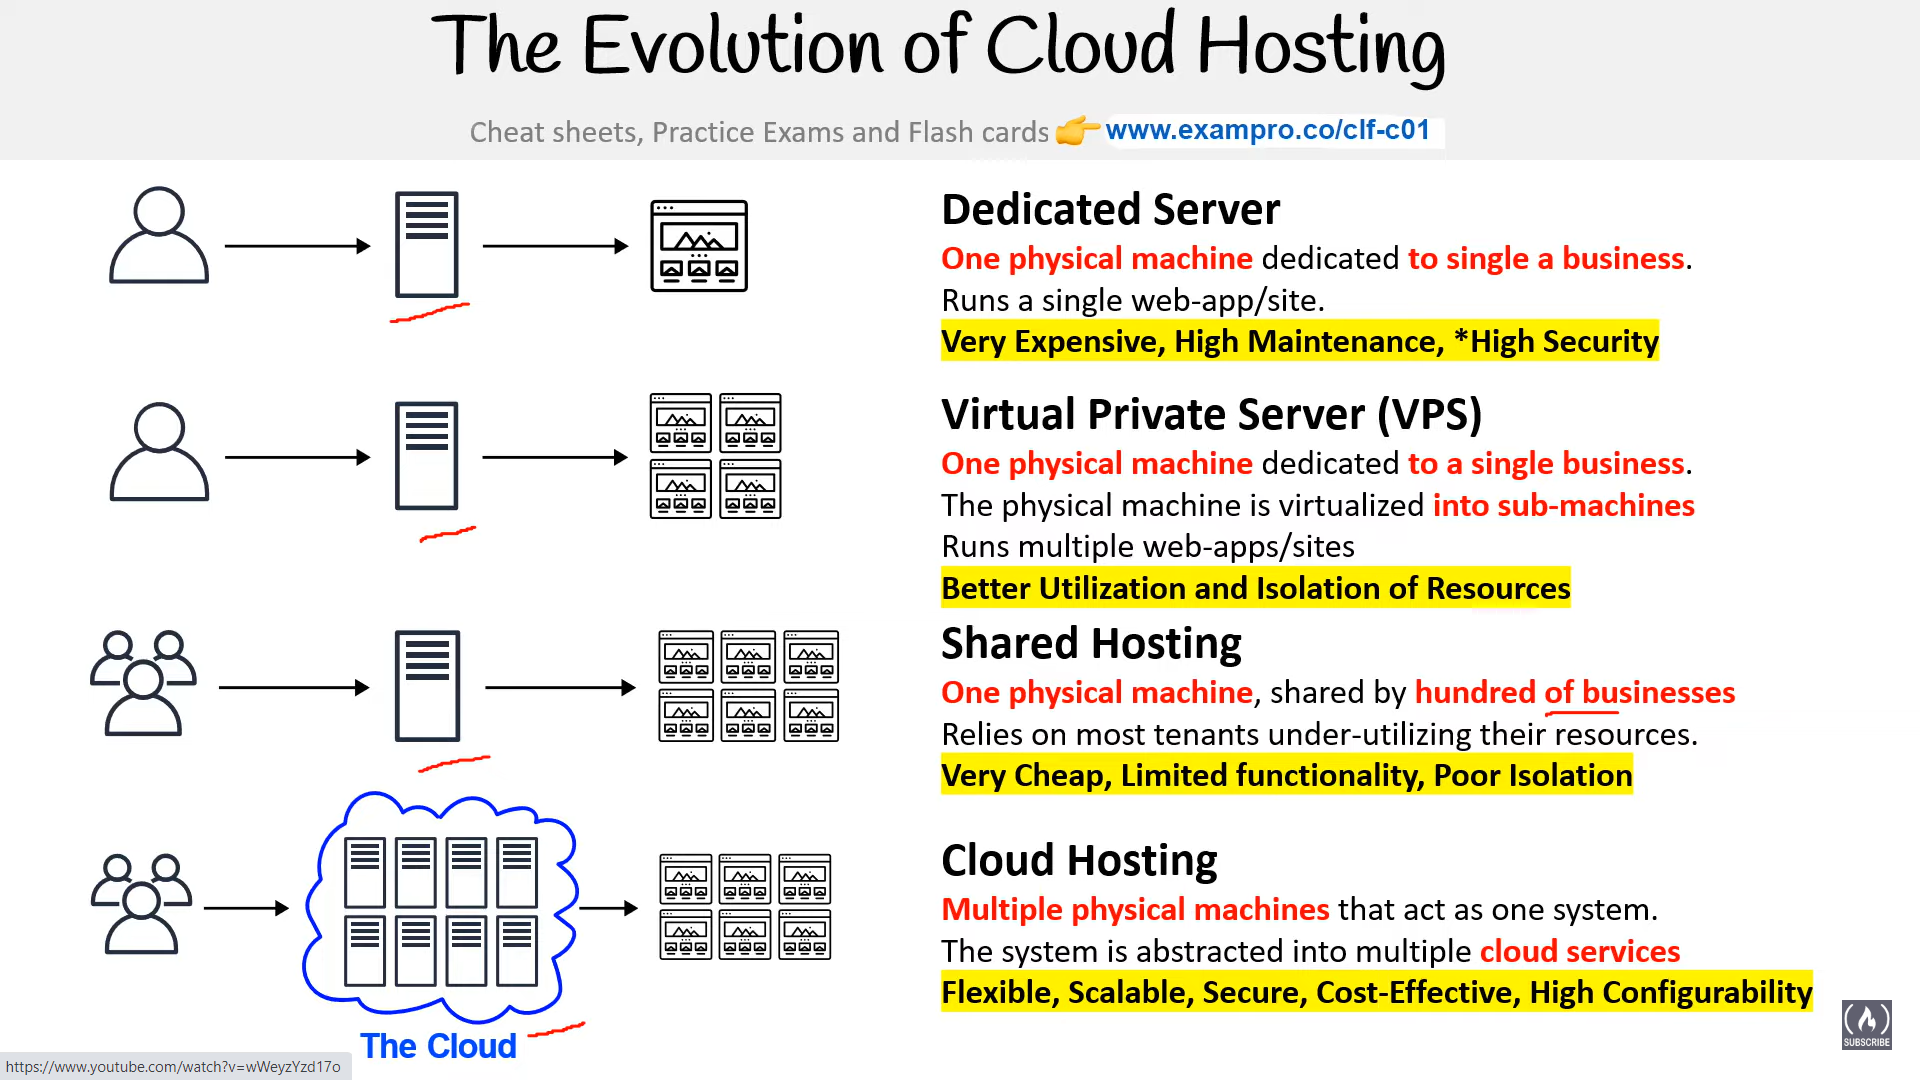 The Evolution of Cloud Hosting
Cheat sheets, Practice Exams and Flash cards 👉 www.exampro.co/clf-c01
Dedicated Server
One physical machine dedicated to single a business.
Runs a single web-app/site.
Very Expensive, High Maintenance, *High Security
Virtual Private Server (VPS)
One physical machine dedicated to a single business.
The physical machine is virtualized into sub-machines
Runs multiple web-apps/sites
Better Utilization and Isolation of Resources
Shared Hosting
One physical machine, shared by hundred of businesses
Relies on most tenants under-utilizing their resources.
Very Cheap, Limited functionality, Poor Isolation
Cloud Hosting
Multiple physical machines that act as one system.
The system is abstracted into multiple cloud services
Flexible, Scalable, Secure, Cost-Effective, High Configurability
The Cloud
SUBSCRIBE
https://www.youtube.com/watch?v=wWeyzYzd17o